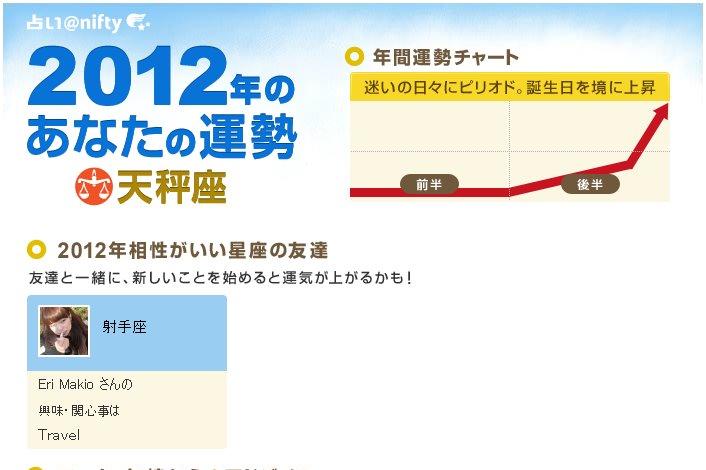 占い@nifty
2012年の
あなたの運勢
天秤座
年間運勢チャート
迷いの日々にピリオド。誕生日を境に上昇
前半
後半
2012年相性がいい星座の友達
友達と一緒に、新しいことを始めると運気が上がるかも!
射手座
Eri Makio さんの
興味・関心事は
Travel